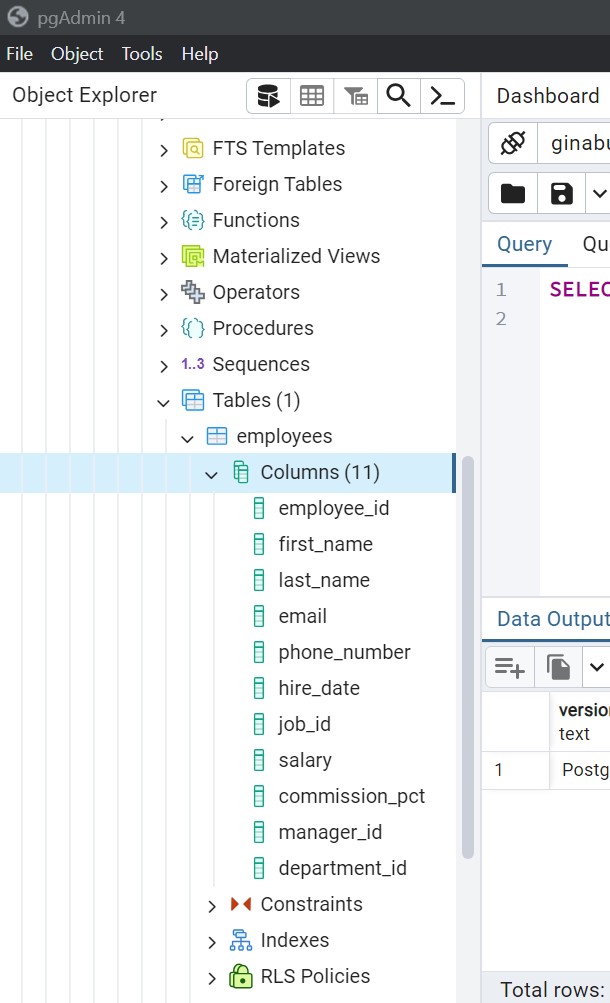 pgAdmin 4
File Object Tools Help
Object Explorer
Dashboard
FTS Templates
Foreign Tables
Functions
Materialized Views
Operators
Procedures
1..3 Sequences
Tables (1)
employees
Columns (11)
employee_id
first_name
last_name
email
phone_number
hire_date
job_id
salary
commission_pct
manager_id
department_id
Constraints
Indexes
RLS Policies
ginabu
Query Qu
1 SELEC
2
Data Output
versio
text
1 Postg
Total rows: